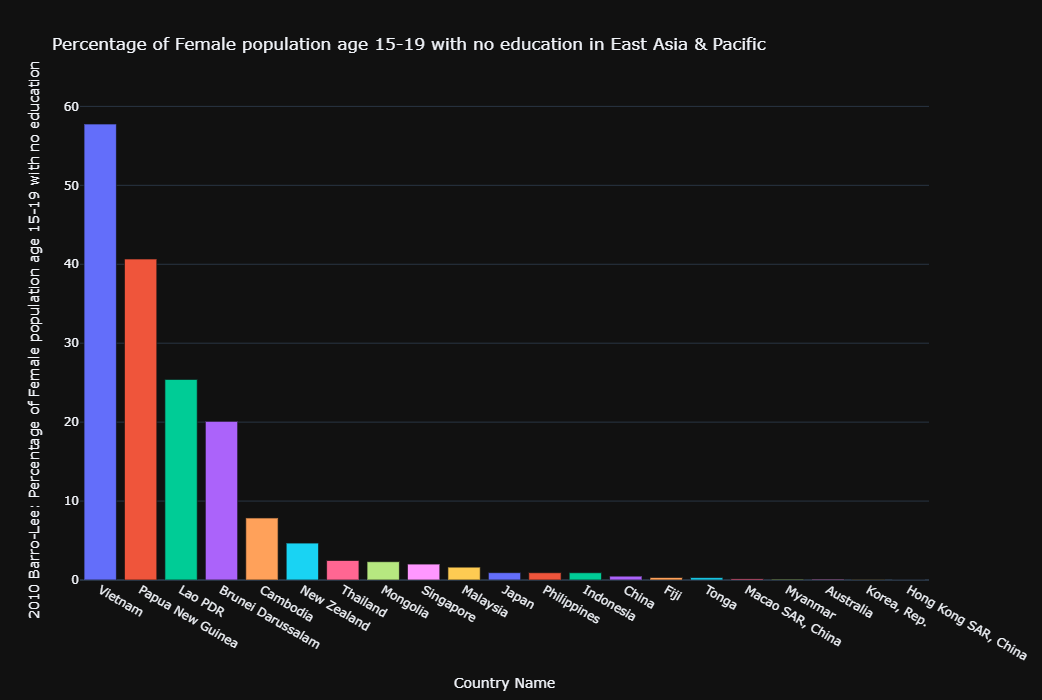 Percentage of Female population age 15-19 with no education in East Asia & Pacific
2010 Barro-Lee: Percentage of Female population age 15-19 with no education
60
50
40
30
20
10
0
Vietnam
Papua New Guinea
Lao PDR
Brunei Darussalam
Cambodia
New Zealand
Thailand
Mongolia
Singapore
Malaysia
Japan
Philippines
Indonesia
China
Fiji
Tonga
Macao SAR, China
Myanmar
Australia
Korea, Rep.
Hong Kong SAR, China
Country Name